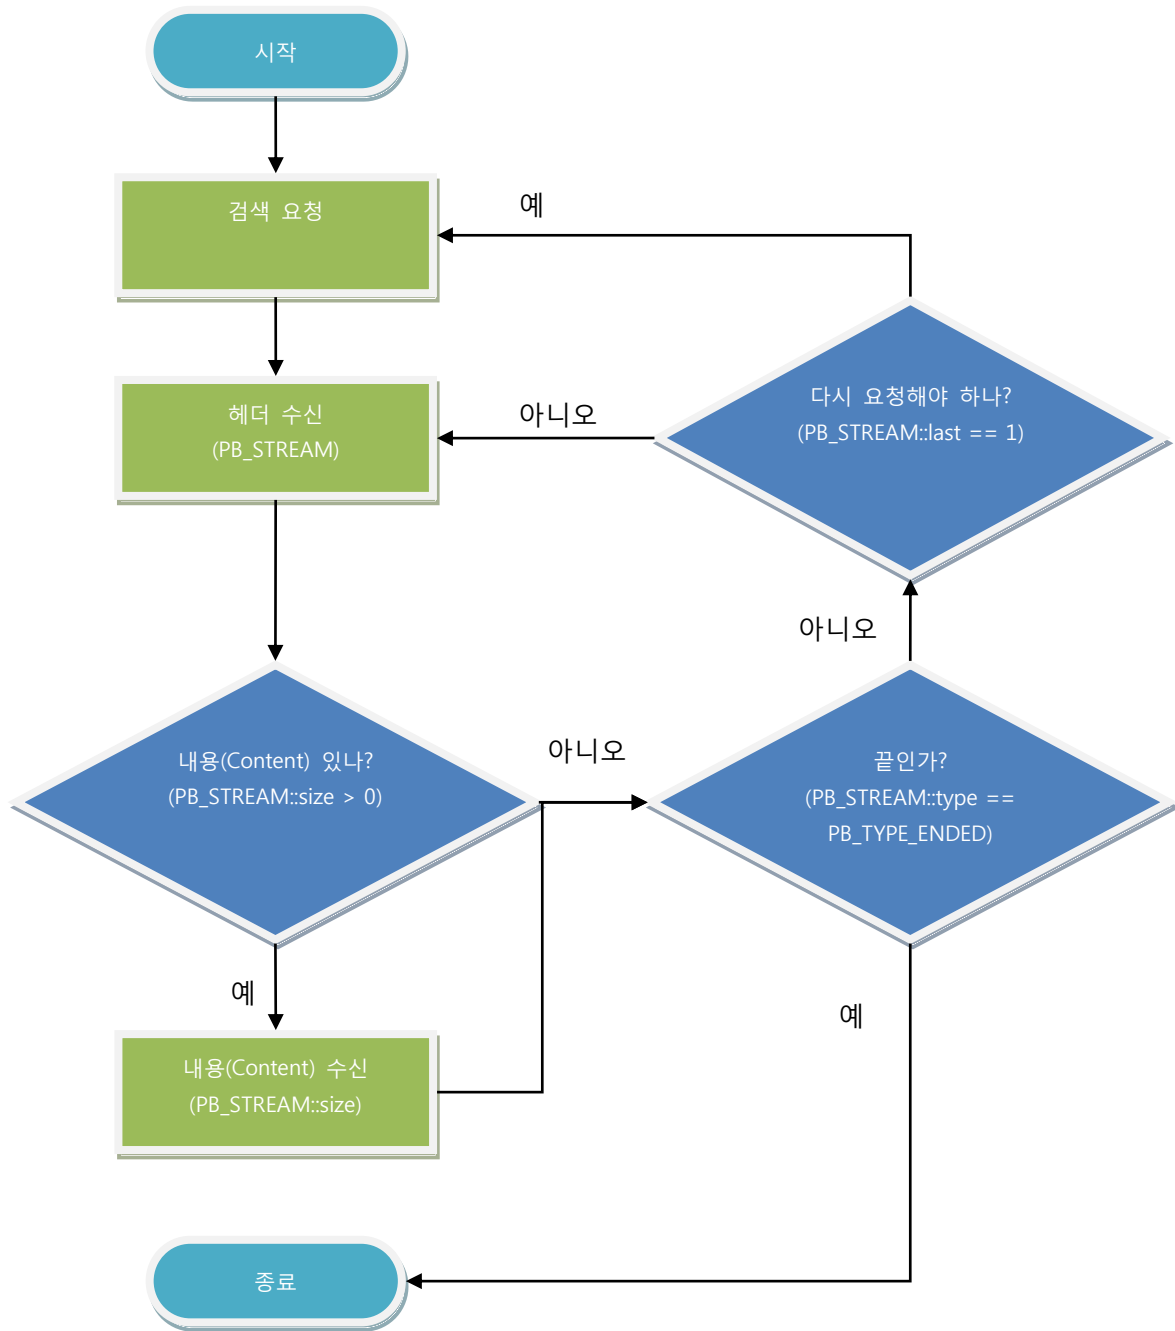 시작
검색 요청
예
헤더 수신
(PB_STREAM)
아니오
다시 요청해야 하나?
(PB_STREAM::last == 1)
아니오
내용(Content) 있나?
(PB_STREAM::size > 0)
아니오
끝인가?
(PB_STREAM::type ==
PB_TYPE_ENDED)
예
예
내용(Content) 수신
(PB_STREAM::size)
종료